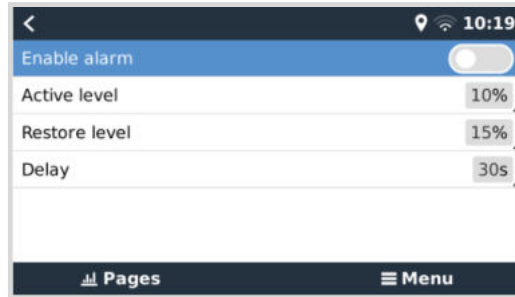 10:19
Enable alarm
Active level 10%
Restore level 15%
Delay 30s
Pages Menu